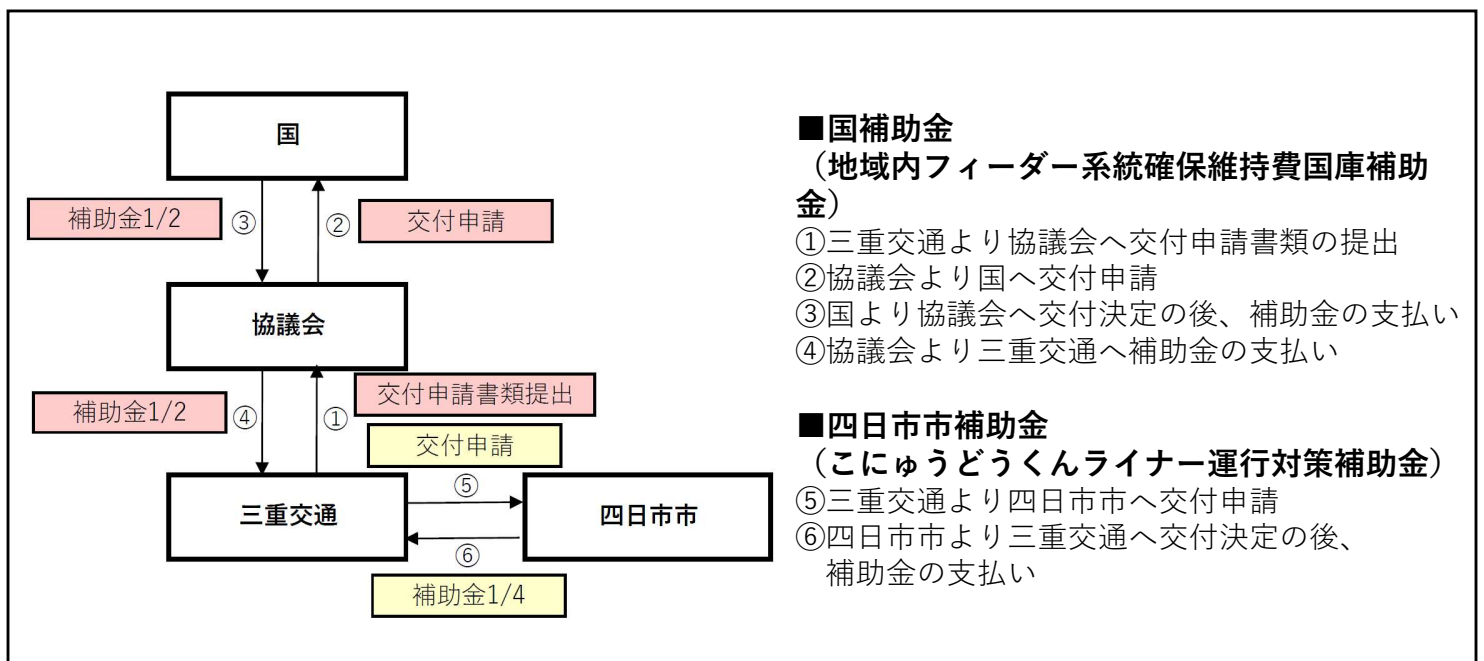 国
補助金1/2
③
②
交付申請
協議会
補助金1/2
④
①
交付申請書類提出
交付申請
三重交通
⑤
四日市市
⑥
補助金1/4
■国補助金
（地域内フィーダー系統確保維持費国庫補助
金）
①三重交通より協議会へ交付申請書類の提出
②協議会より国へ交付申請
③国より協議会へ交付決定の後、補助金の支払い
④協議会より三重交通へ補助金の支払い
■四日市市補助金
（こにゅうどうくんライナー運行対策補助金）
⑤三重交通より四日市市へ交付申請
⑥四日市市より三重交通へ交付決定の後、
補助金の支払い